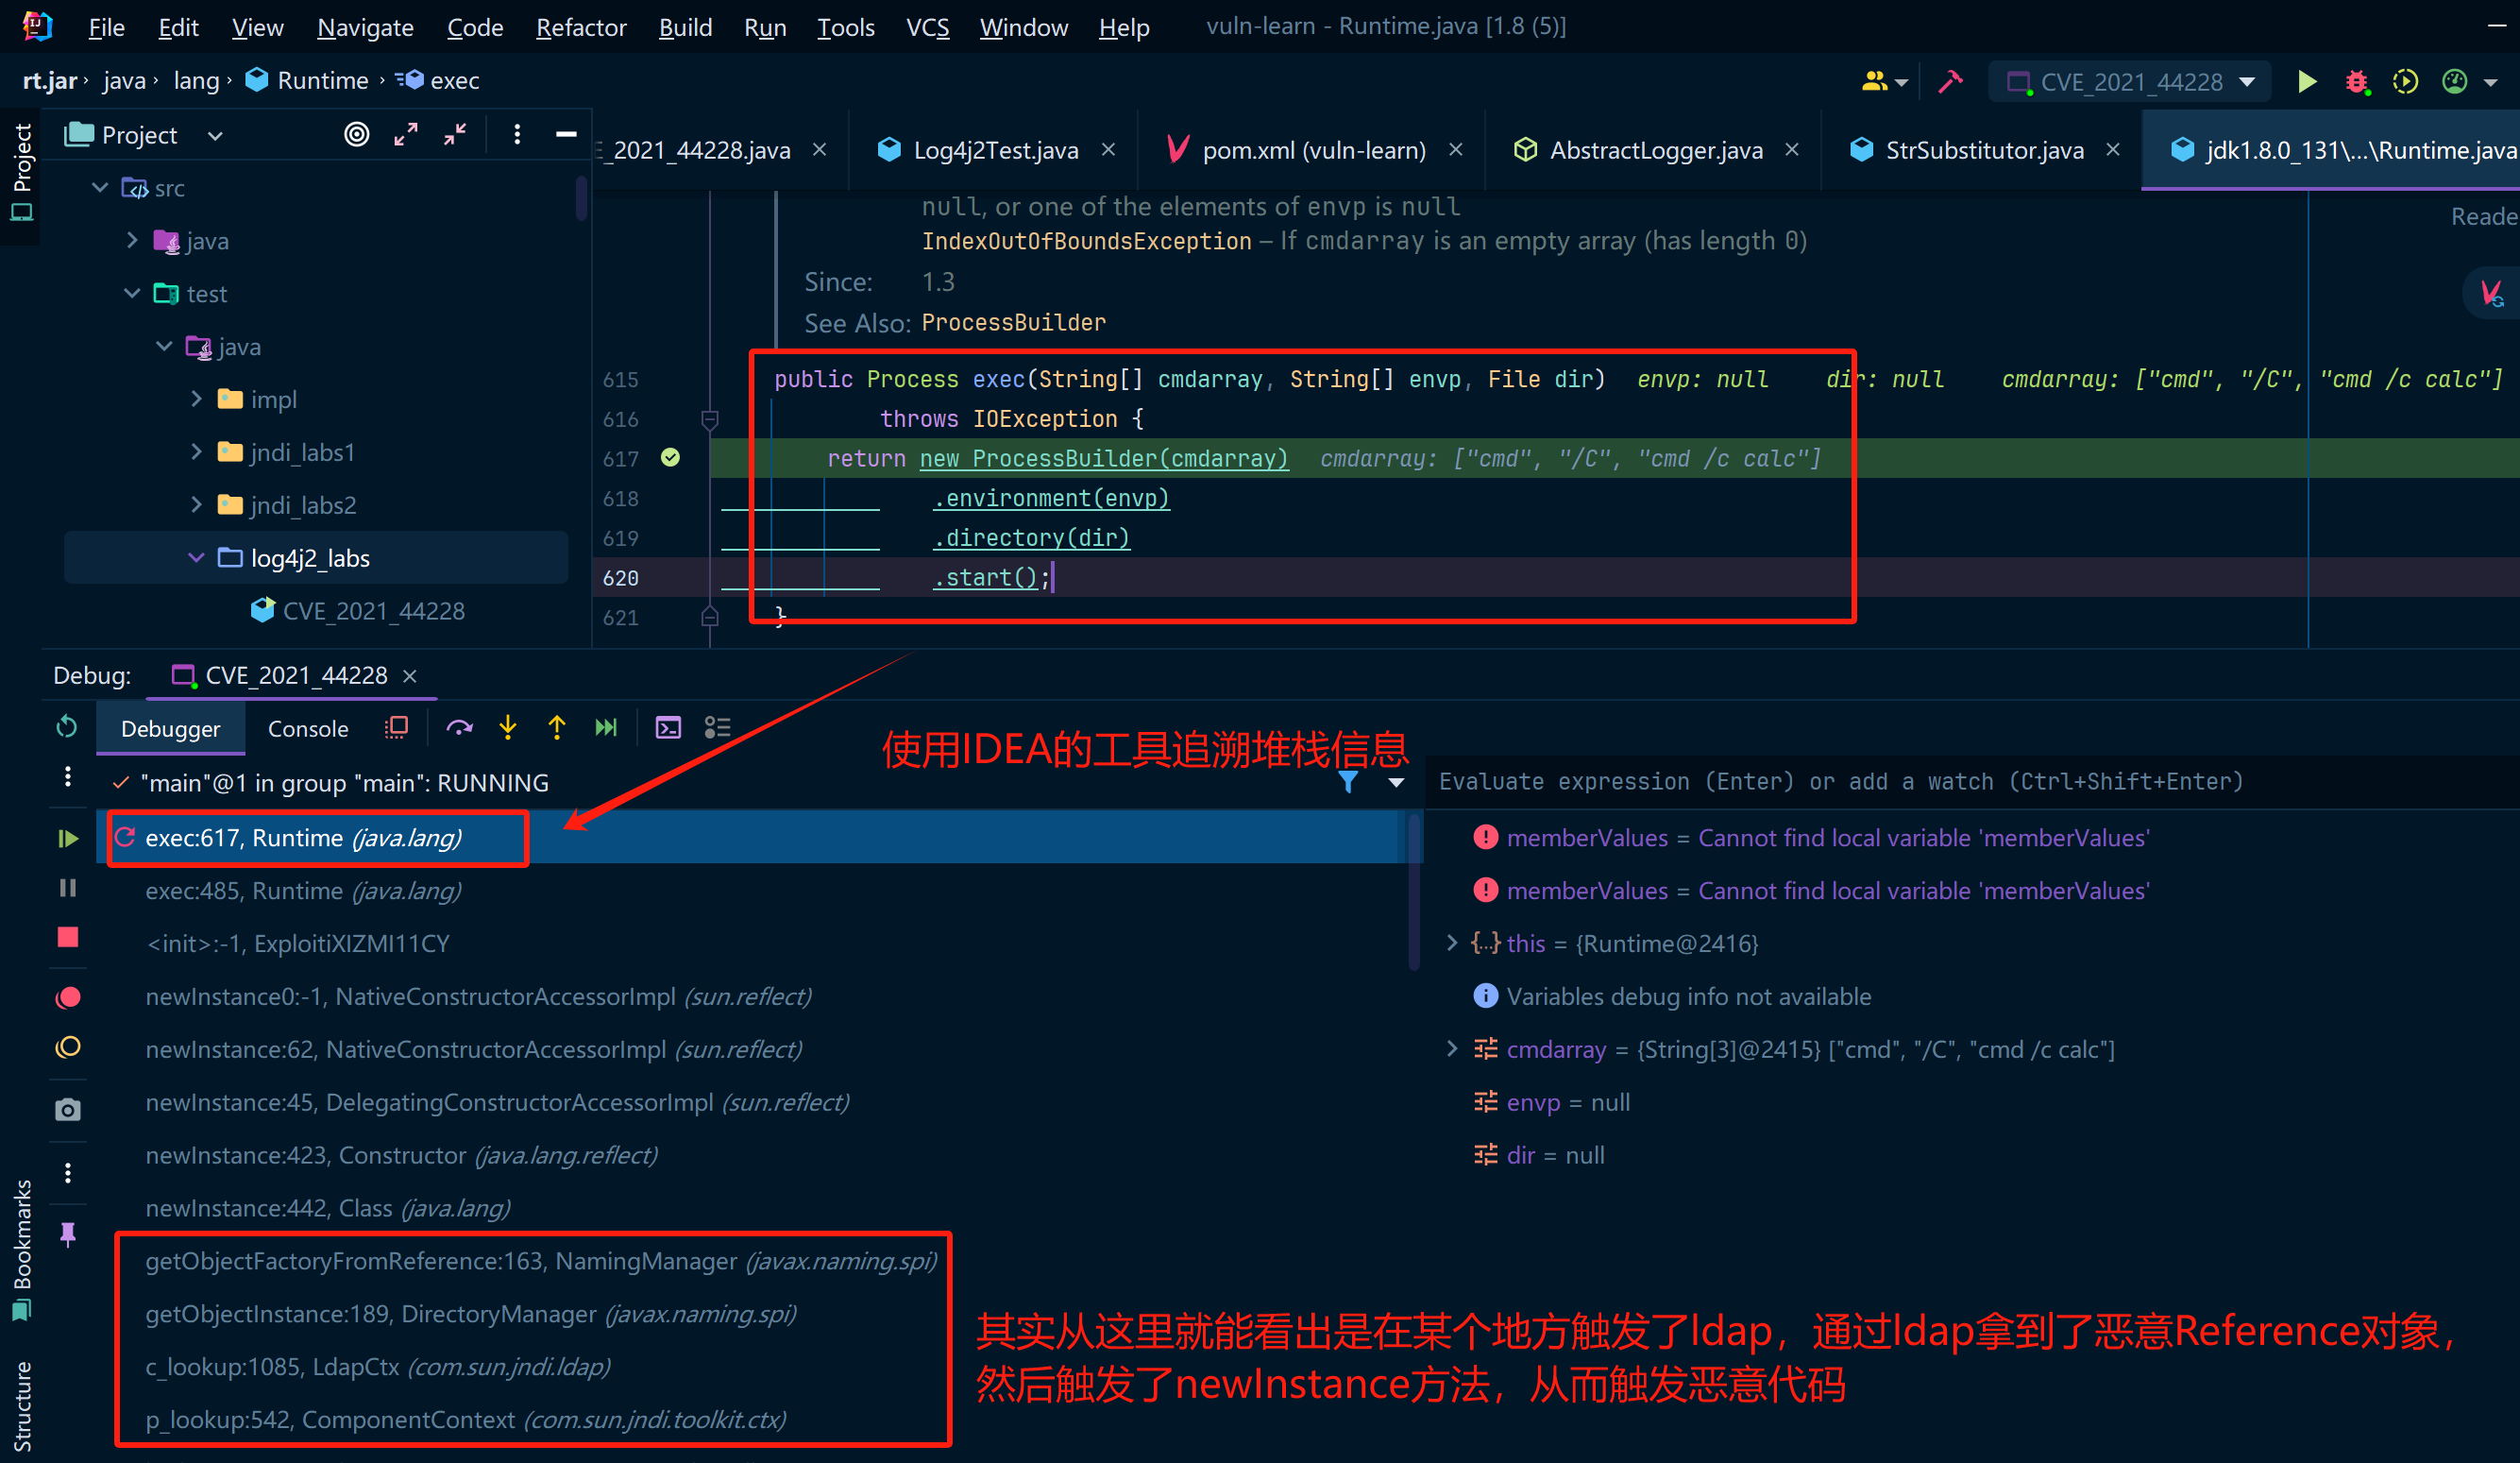 File Edit View Navigate Code Refactor Build Run Tools VCS Window Help vuln-learn - Runtime.java [1.8 (5)]
rt.jar › java › lang › Runtime › exec
CVE_2021_44228
Project
Project
_2021_44228.java Log4j2Test.java pom.xml (vuln-learn) AbstractLogger.java StrSubstitutor.java jdk1.8.0_131\...\Runtime.java
src
java
test
java
impl
jndi_labs1
jndi_labs2
log4j2_labs
CVE_2021_44228
null, or one of the elements of envp is null
Reade
IndexOutOfBoundsException – If cmdarray is an empty array (has length 0)
Since: 1.3
See Also: ProcessBuilder
615 public Process exec(String[] cmdarray, String[] envp, File dir) envp: null dir: null cmdarray: ["cmd", "/C", "cmd /c calc"]
616 throws IOException {
617 return new ProcessBuilder(cmdarray) cmdarray: ["cmd", "/C", "cmd /c calc"]
618 .environment(envp)
619 .directory(dir)
620 .start();
621 }
Debug: CVE_2021_44228
Debugger Console
使用IDEA的工具追溯堆栈信息
"main"@1 in group "main": RUNNING
Evaluate expression (Enter) or add a watch (Ctrl+Shift+Enter)
exec:617, Runtime (java.lang)
exec:485, Runtime (java.lang)
<init>:-1, ExploitiXIZMI11CY
newInstance0:-1, NativeConstructorAccessorImpl (sun.reflect)
newInstance:62, NativeConstructorAccessorImpl (sun.reflect)
newInstance:45, DelegatingConstructorAccessorImpl (sun.reflect)
newInstance:423, Constructor (java.lang.reflect)
newInstance:442, Class (java.lang)
getObjectFactoryFromReference:163, NamingManager (javax.naming.spi)
getObjectInstance:189, DirectoryManager (javax.naming.spi)
c_lookup:1085, LdapCtx (com.sun.jndi.ldap)
p_lookup:542, ComponentContext (com.sun.jndi.toolkit.ctx)
memberValues = Cannot find local variable 'memberValues'
memberValues = Cannot find local variable 'memberValues'
this = {Runtime@2416}
Variables debug info not available
cmdarray = {String[3]@2415} ["cmd", "/C", "cmd /c calc"]
envp = null
dir = null
其实从这里就能看出是在某个地方触发了ldap，通过ldap拿到了恶意Reference对象，
然后触发了newInstance方法，从而触发恶意代码
Bookmarks
Structure